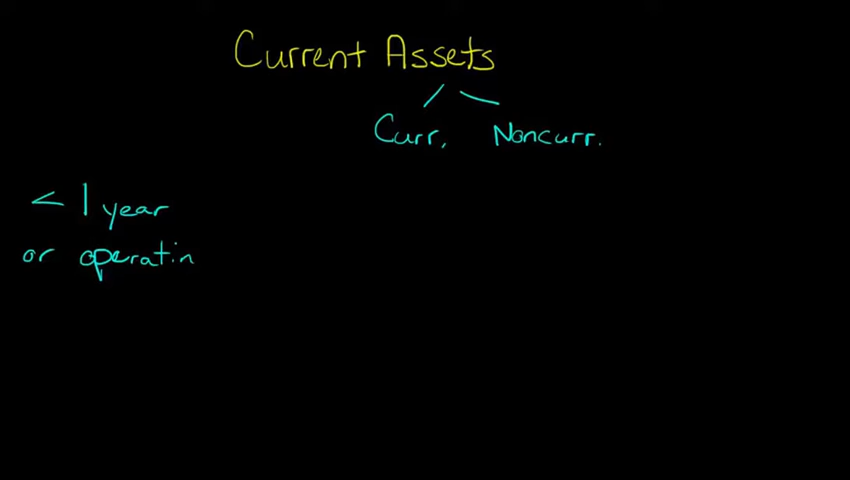 Current Assets
Curr. Noncurr.
< 1 year
or operatin